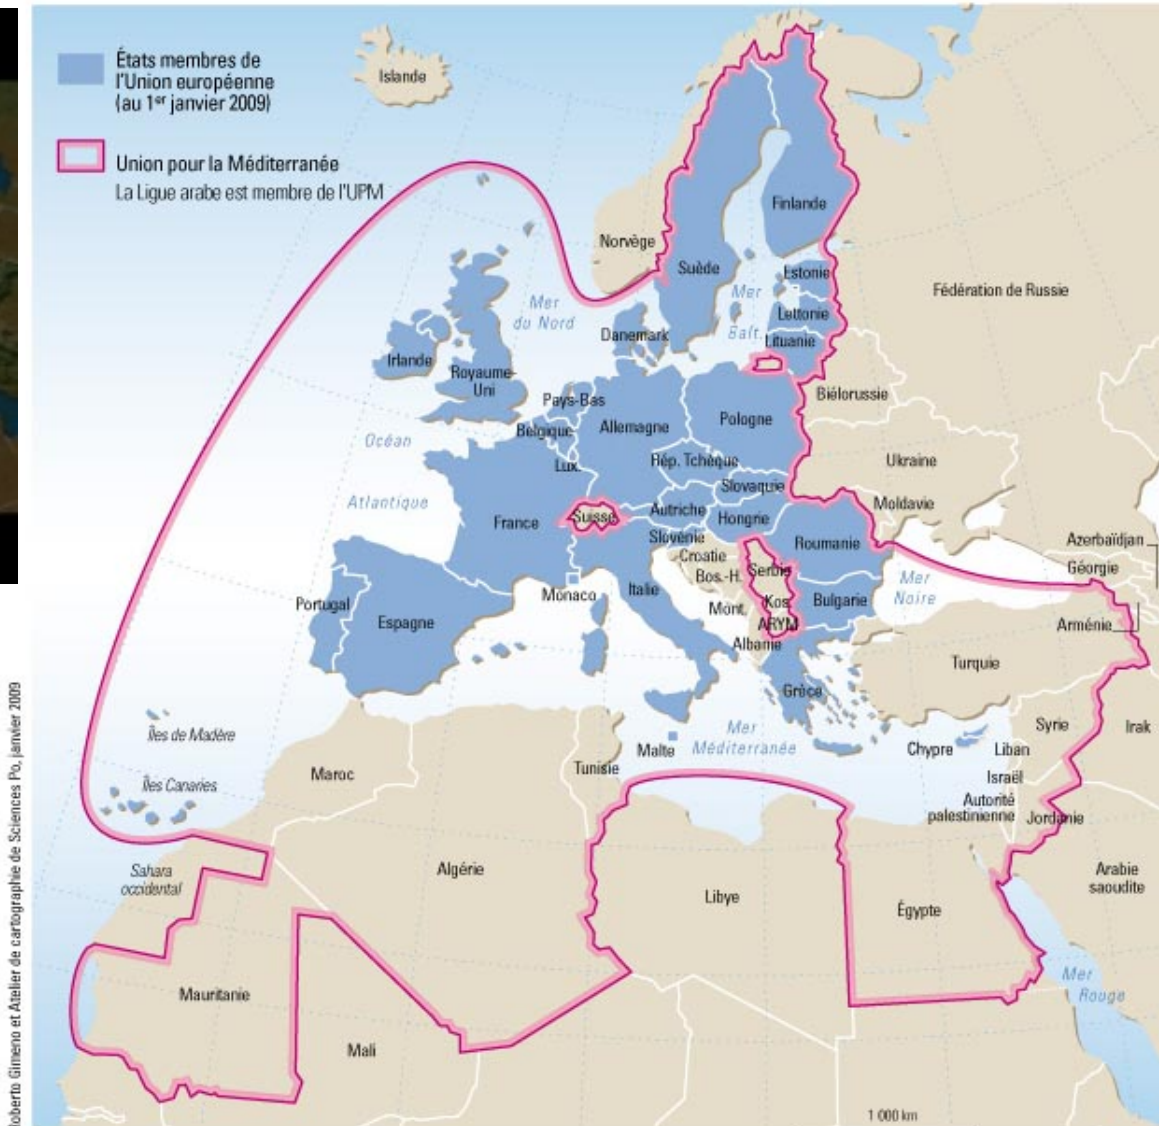 États membres de
l'Union européenne
(au 1er janvier 2009)
Union pour la Méditerranée
La Ligue arabe est membre de l'UPM
Islande
Norvège
Suède
Finlande
Estonie
Lettonie
Lituanie
Fédération de Russie
Mer
du Nord
Mer
Balt.
Danemark
Irlande
Royaume-
Uni
Pays-Bas
Belgique
Lux.
Allemagne
Pologne
Biélorussie
Ukraine
Moldavie
Océan
Atlantique
Rép. Tchèque
Slovaquie
France
Suisse
Autriche
Hongrie
Slovénie
Croatie
Bos.-H.
Serbie
Roumanie
Azerbaïdjan
Géorgie
Mer
Noire
Monaco
Italie
Mont.
Kos.
ARYM
Bulgarie
Albanie
Arménie
Portugal
Espagne
Grèce
Turquie
Îles de Madère
Îles Canaries
Maroc
Tunisie
Malte
Mer
Méditerranée
Chypre
Syrie
Irak
Liban
Israël
Autorité
palestinienne
Jordanie
Sahara
occidental
Algérie
Libye
Égypte
Arabie
saoudite
Mauritanie
Mali
Mer
Rouge
1 000 km
Gimeno et Atelier de cartographie de Sciences Po, janvier 2009